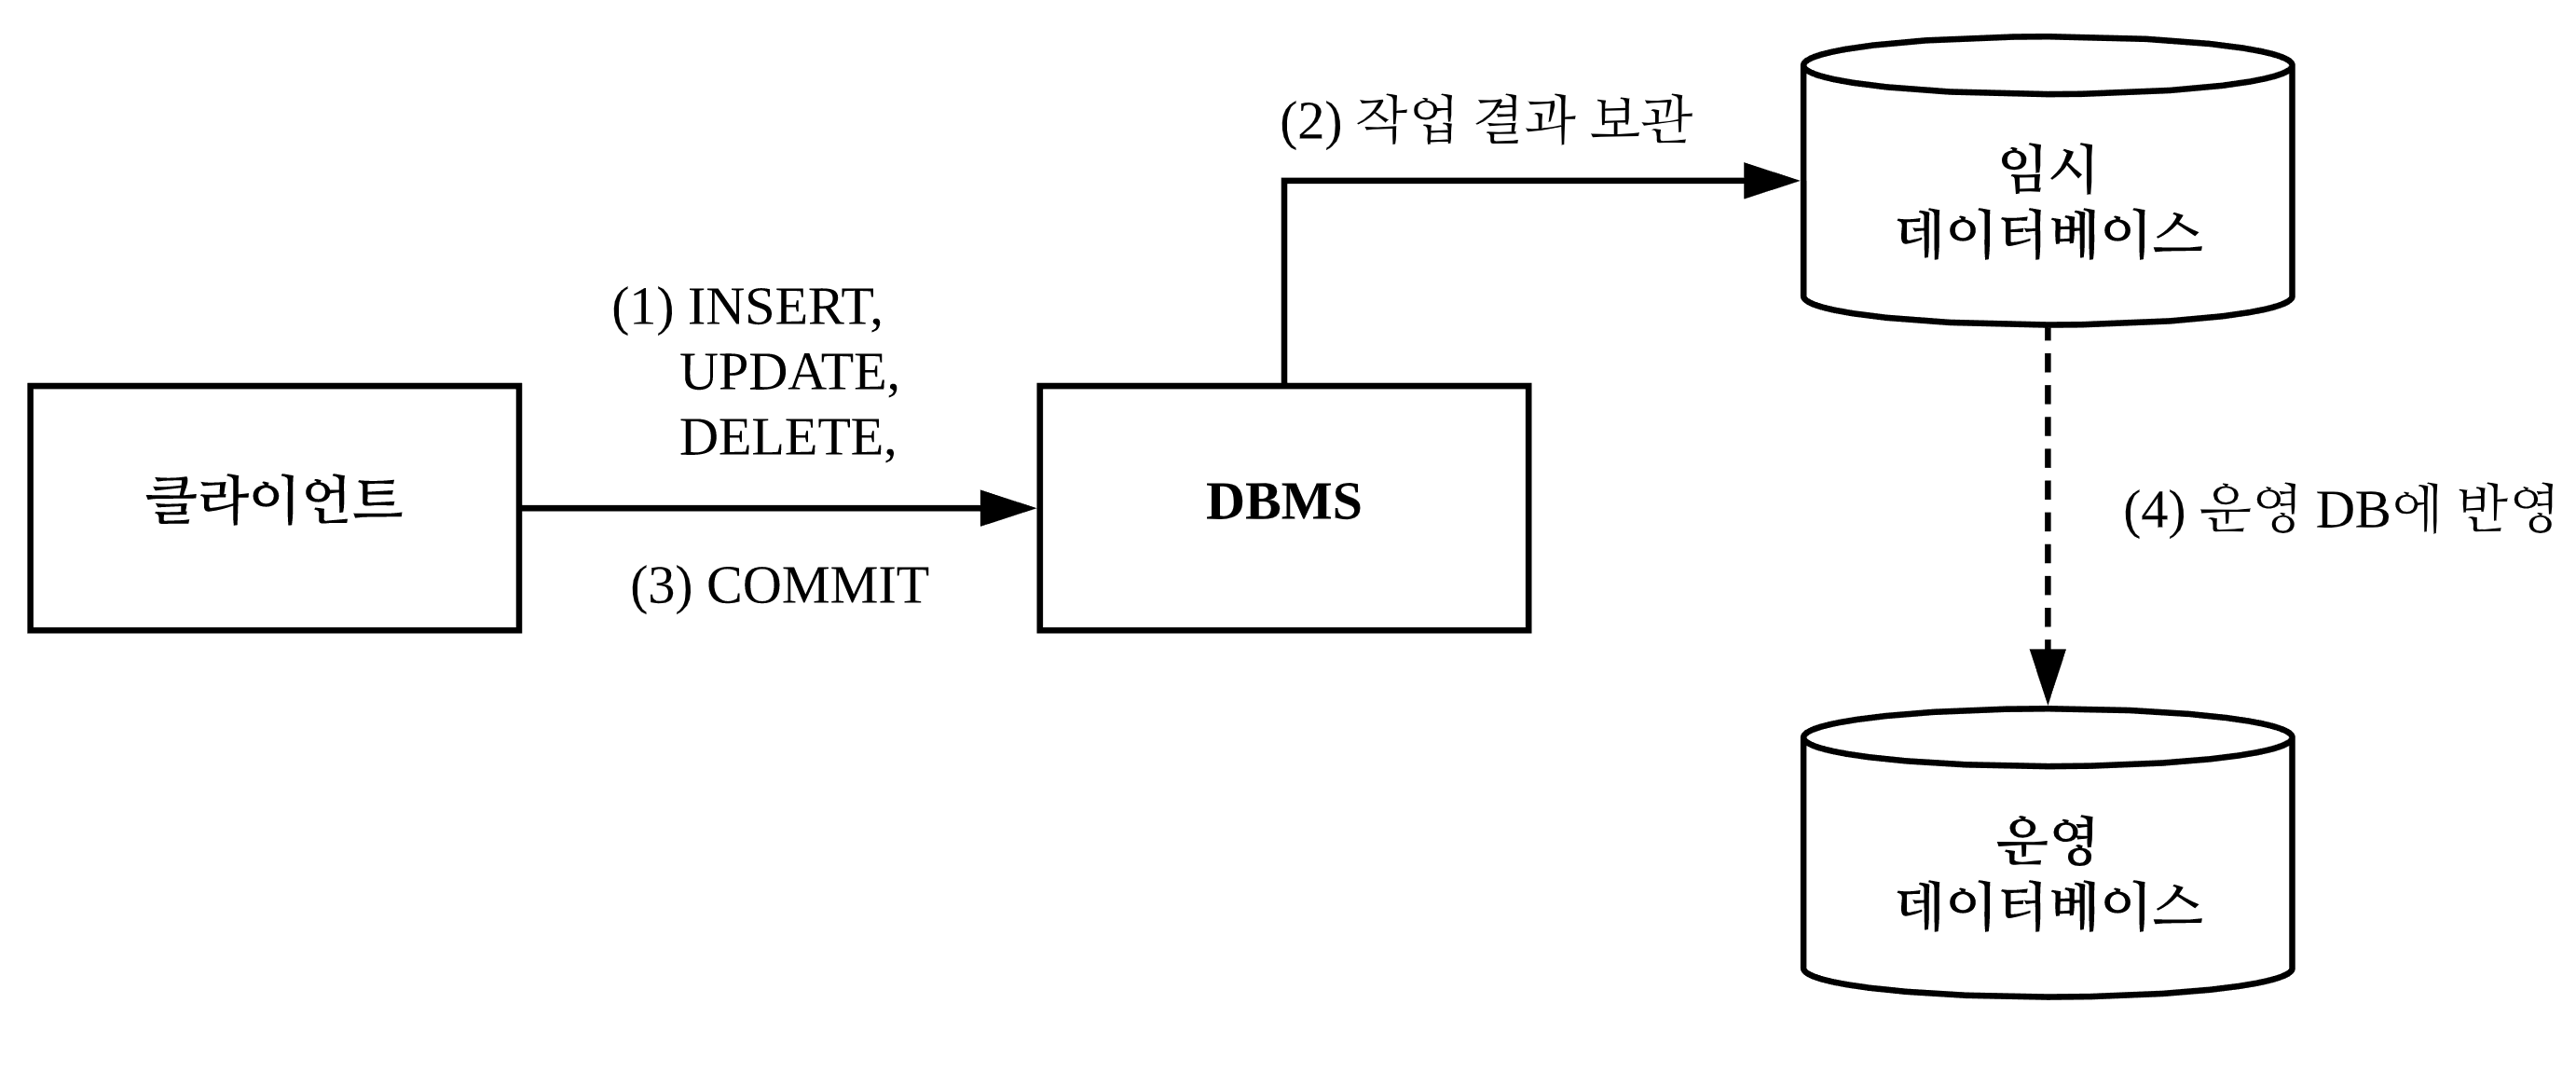 (2) 작업 결과 보관
임시
데이터베이스
(1) INSERT,
UPDATE,
DELETE,
클라이언트
DBMS
(4) 운영 DB에 반영
(3) COMMIT
운영
데이터베이스